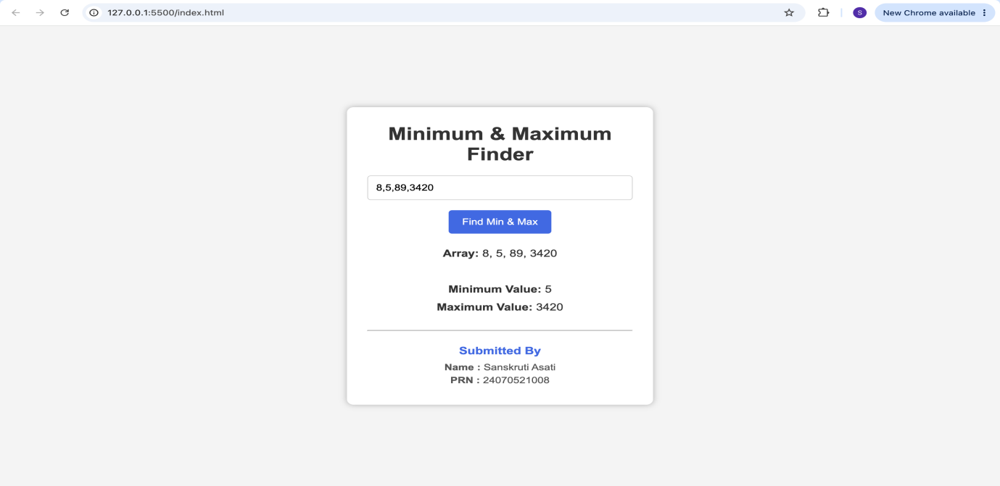 127.0.0.1:5500/index.html
S
New Chrome available
Minimum & Maximum
Finder
8,5,89,3420
Find Min & Max
Array: 8, 5, 89, 3420
Minimum Value: 5
Maximum Value: 3420
Submitted By
Name : Sanskruti Asati
PRN : 24070521008